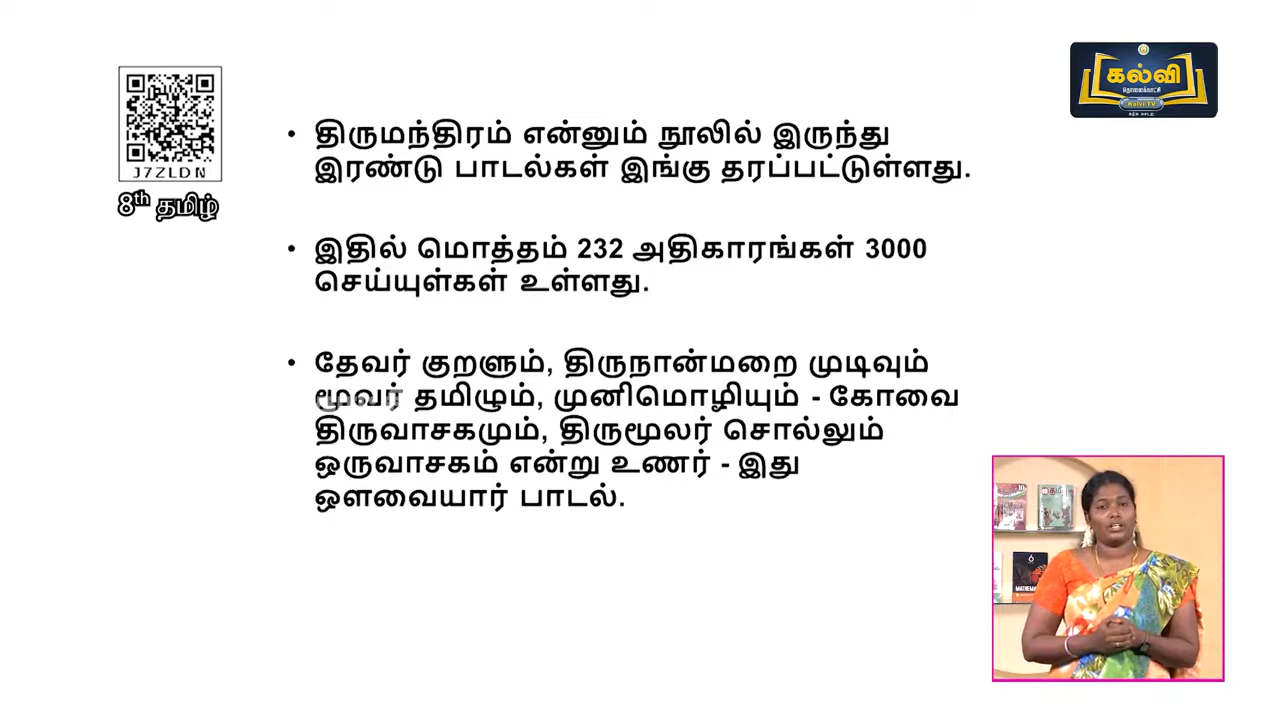 கல்வி
தொலைக்காட்சி
Kalvi TV
J7ZLDN
8th தமிழ்
• திருமந்திரம் என்னும் நூலில் இருந்து
இரண்டு பாடல்கள் இங்கு தரப்பட்டுள்ளது.
• இதில் மொத்தம் 232 அதிகாரங்கள் 3000
செய்யுள்கள் உள்ளது.
• தேவர் குறளும், திருநான்மறை முடிவும்
மூவர் தமிழும், முனிமொழியும் - கோவை
திருவாசகமும், திருமூலர் சொல்லும்
ஒருவாசகம் என்று உணர் - இது
ஔவையார் பாடல்.